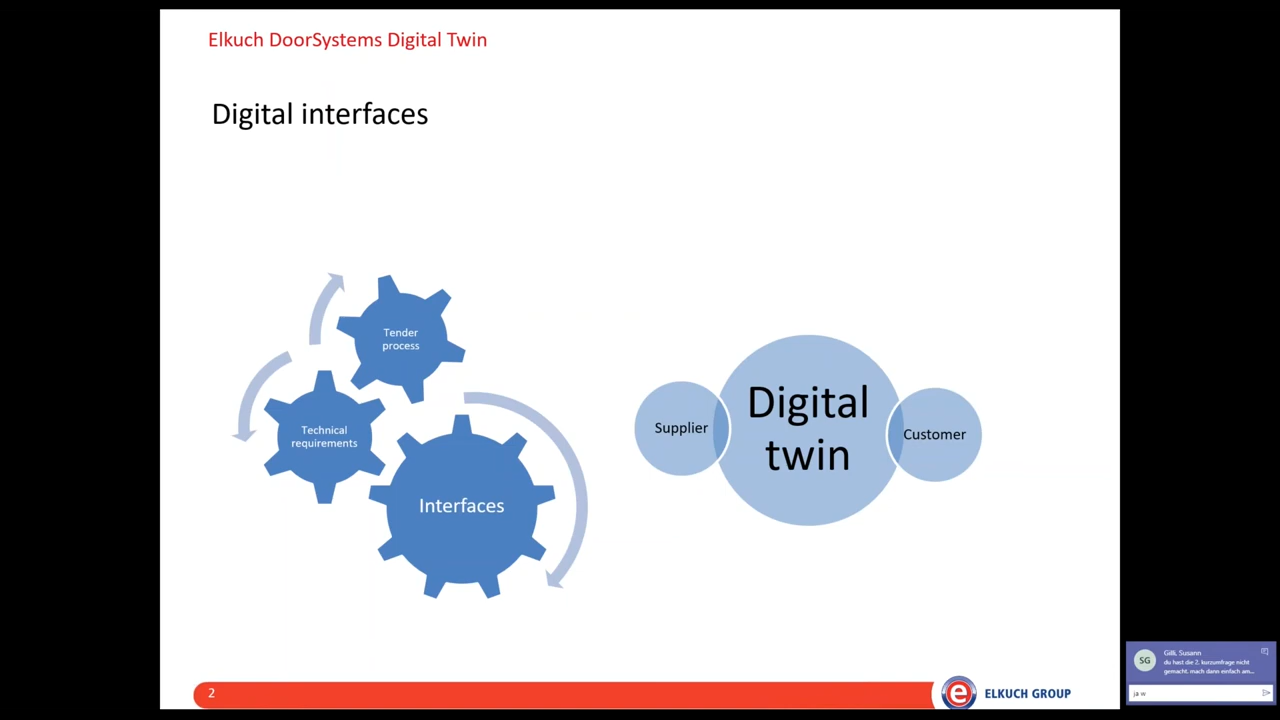 Elkuch DoorSystems Digital Twin
Digital interfaces
Tender
process
Technical
requirements
Interfaces
Supplier
Digital
twin
Customer
2
e
ELKUCH GROUP
SG
Gilli, Susann
du hast die 2. kurzumfrage nicht
gemacht. mach dann einfach am...
ja w